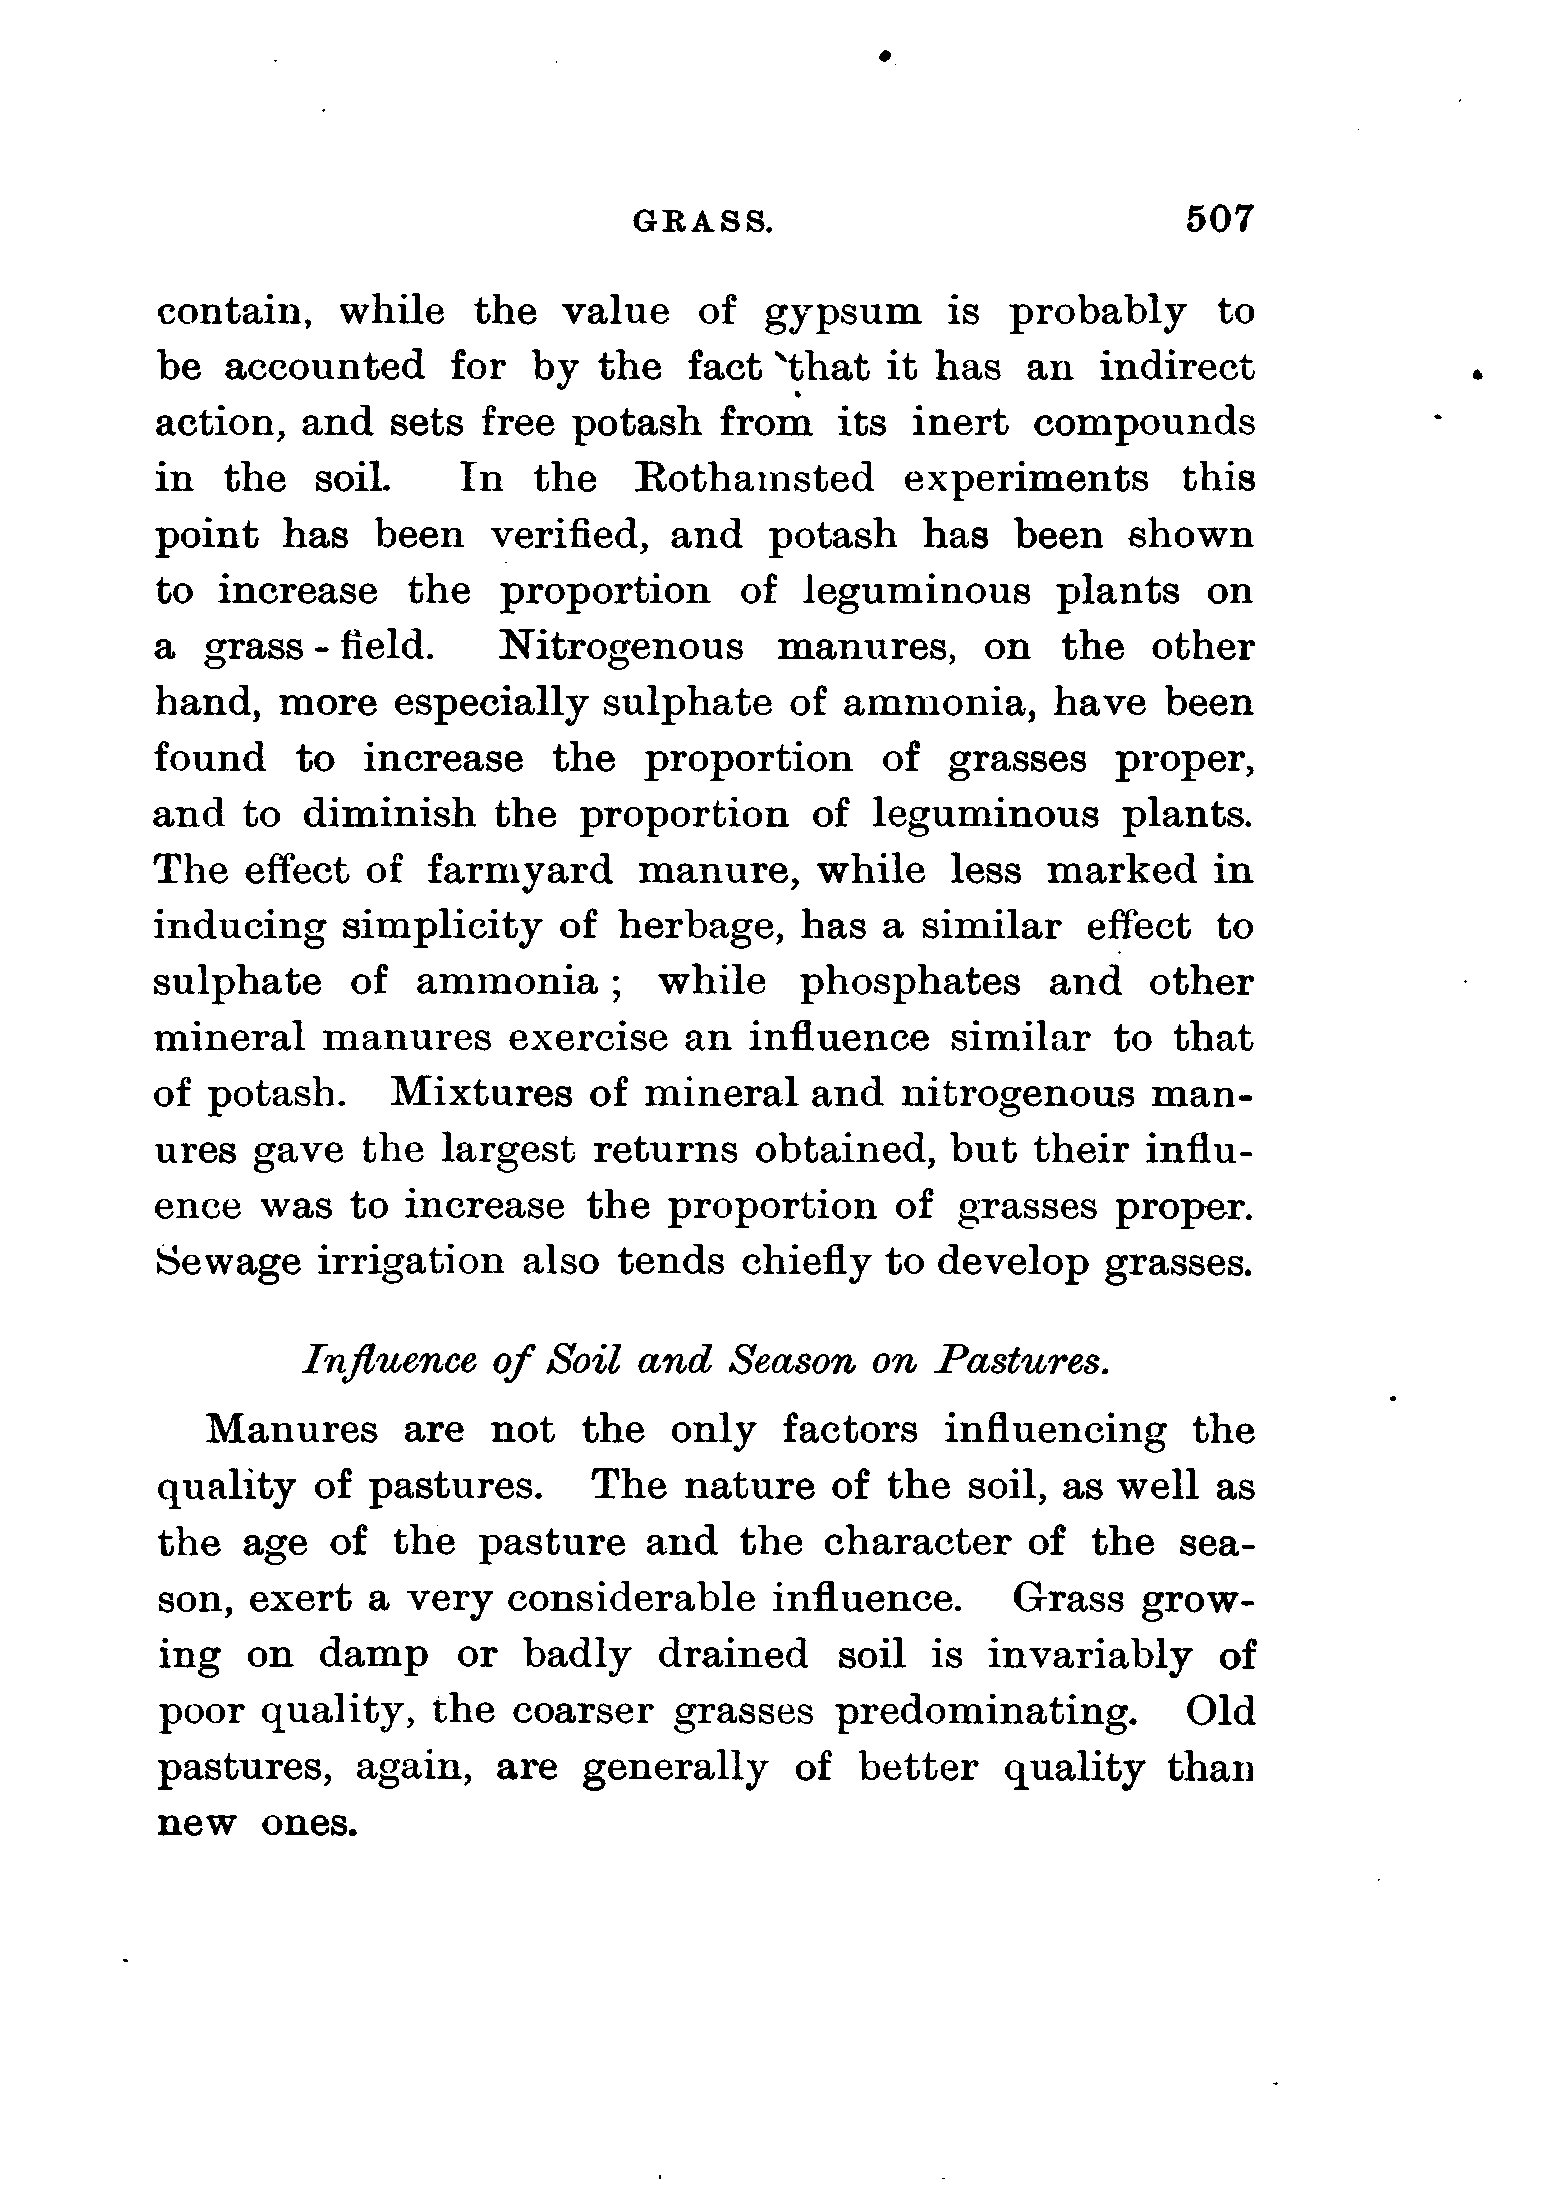 GRASS. 507
contain, while the value of gypsum is probably to
be accounted for by the fact that it has an indirect
action, and sets free potash from its inert compounds
in the soil. In the Rothamsted experiments this
point has been verified, and potash has been shown
to increase the proportion of leguminous plants on
a grass-field. Nitrogenous manures, on the other
hand, more especially sulphate of ammonia, have been
found to increase the proportion of grasses proper,
and to diminish the proportion of leguminous plants.
The effect of farmyard manure, while less marked in
inducing simplicity of herbage, has a similar effect to
sulphate of ammonia; while phosphates and other
mineral manures exercise an influence similar to that
of potash. Mixtures of mineral and nitrogenous man-
ures gave the largest returns obtained, but their influ-
ence was to increase the proportion of grasses proper.
Sewage irrigation also tends chiefly to develop grasses.
Influence of Soil and Season on Pastures.
Manures are not the only factors influencing the
quality of pastures. The nature of the soil, as well as
the age of the pasture and the character of the sea-
son, exert a very considerable influence. Grass grow-
ing on damp or badly drained soil is invariably of
poor quality, the coarser grasses predominating. Old
pastures, again, are generally of better quality than
new ones.